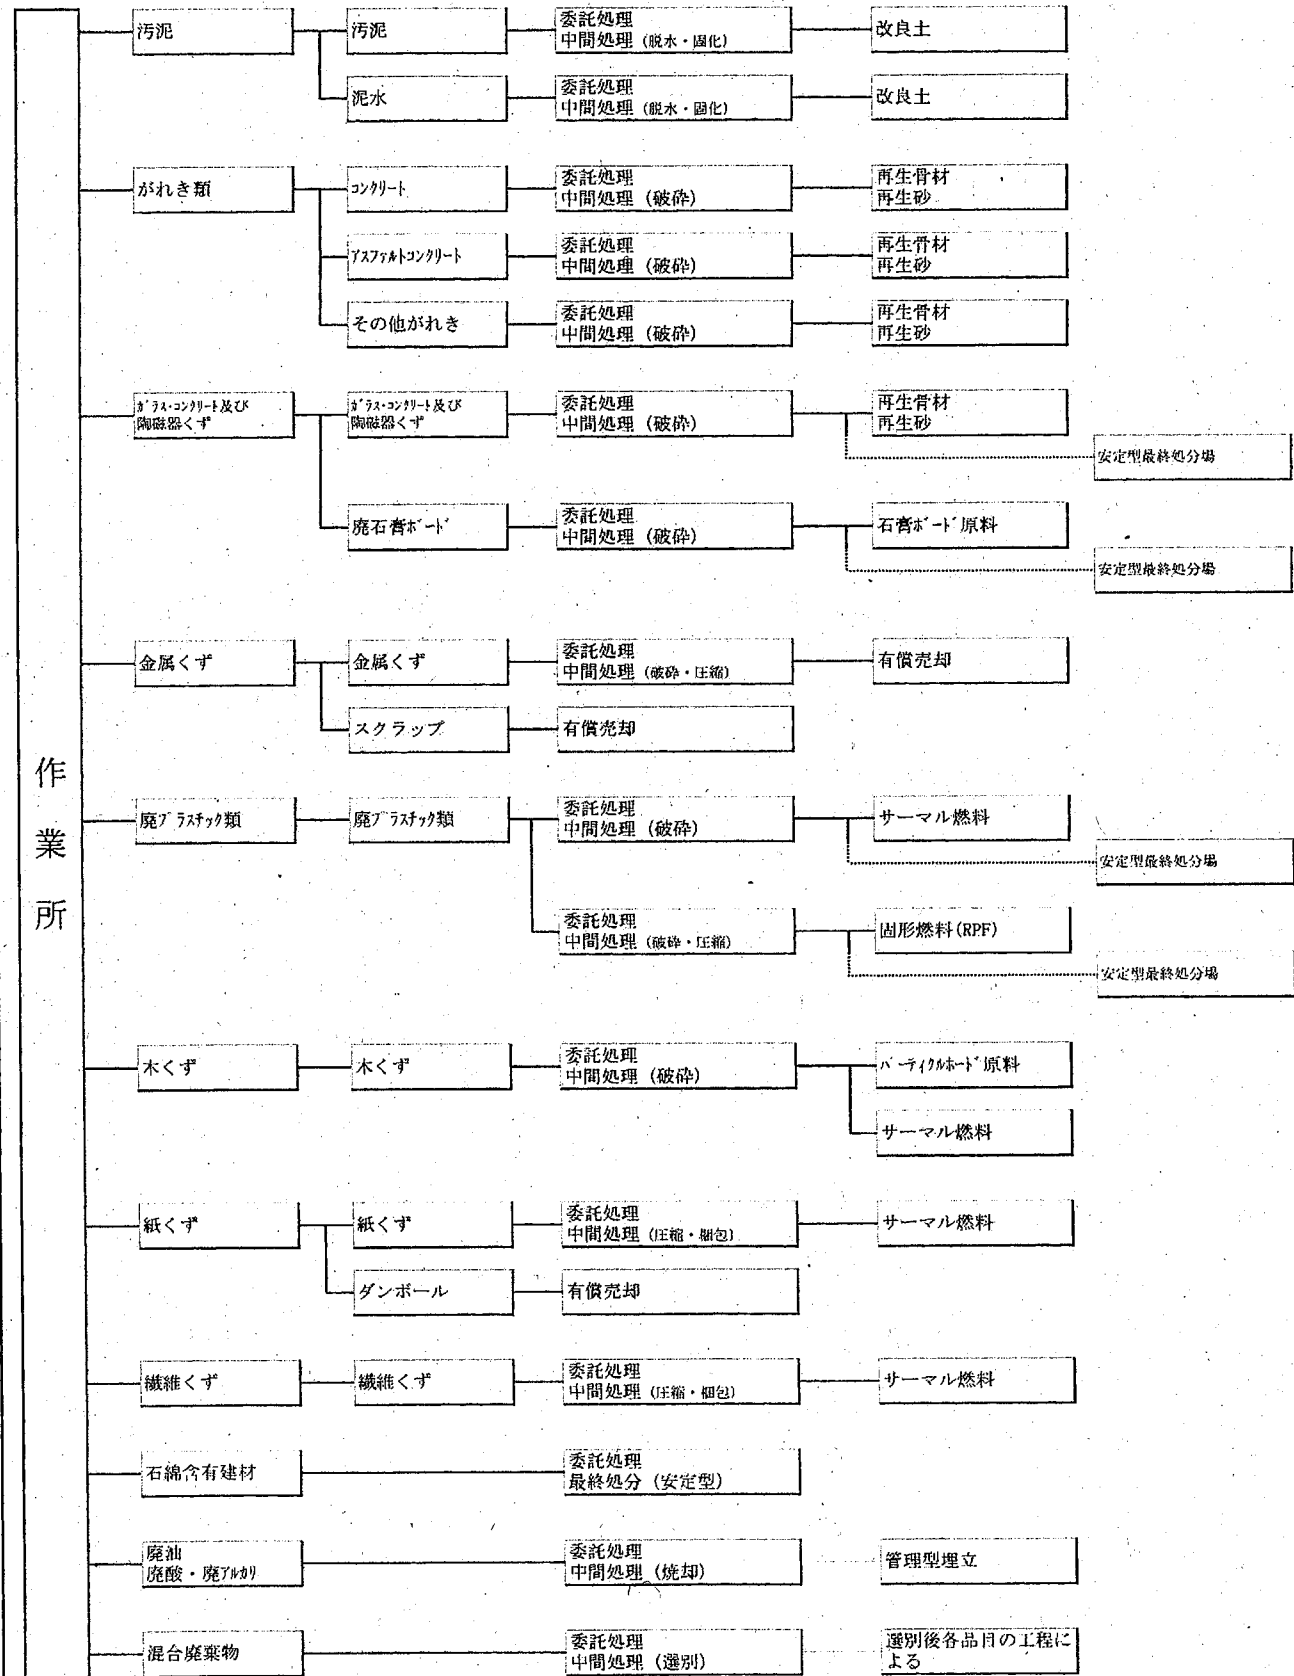 作業所
汚泥
汚泥
委託処理
中間処理（脱水・固化）
改良土
泥水
委託処理
中間処理（脱水・固化）
改良土
がれき類
ｺﾝｸﾘｰﾄ
委託処理
中間処理（破砕）
再生骨材
再生砂
ｱｽﾌｧﾙﾄｺﾝｸﾘｰﾄ
委託処理
中間処理（破砕）
再生骨材
再生砂
その他がれき
委託処理
中間処理（破砕）
再生骨材
再生砂
ｶﾞﾗｽ・ｺﾝｸﾘｰﾄ及び
陶磁器くず
ｶﾞﾗｽ・ｺﾝｸﾘｰﾄ及び
陶磁器くず
委託処理
中間処理（破砕）
再生骨材
再生砂
安定型最終処分場
廃石膏ﾎﾞｰﾄﾞ
委託処理
中間処理（破砕）
石膏ﾎﾞｰﾄﾞ原料
安定型最終処分場
金属くず
金属くず
委託処理
中間処理（破砕・圧縮）
有償売却
スクラップ
有償売却
廃ﾌﾟﾗｽﾁｯｸ類
廃ﾌﾟﾗｽﾁｯｸ類
委託処理
中間処理（破砕）
サーマル燃料
安定型最終処分場
委託処理
中間処理（破砕・圧縮）
固形燃料(RPF)
安定型最終処分場
木くず
木くず
委託処理
中間処理（破砕）
ﾊﾟｰﾃｨｸﾙﾎﾞｰﾄﾞ原料
サーマル燃料
紙くず
紙くず
委託処理
中間処理（圧縮・梱包）
サーマル燃料
ダンボール
有償売却
繊維くず
繊維くず
委託処理
中間処理（圧縮・梱包）
サーマル燃料
石綿含有建材
委託処理
最終処分（安定型）
廃油
廃酸・廃ｱﾙｶﾘ
委託処理
中間処理（焼却）
管理型埋立
混合廃棄物
委託処理
中間処理（選別）
選別後各品目の工程に
よる